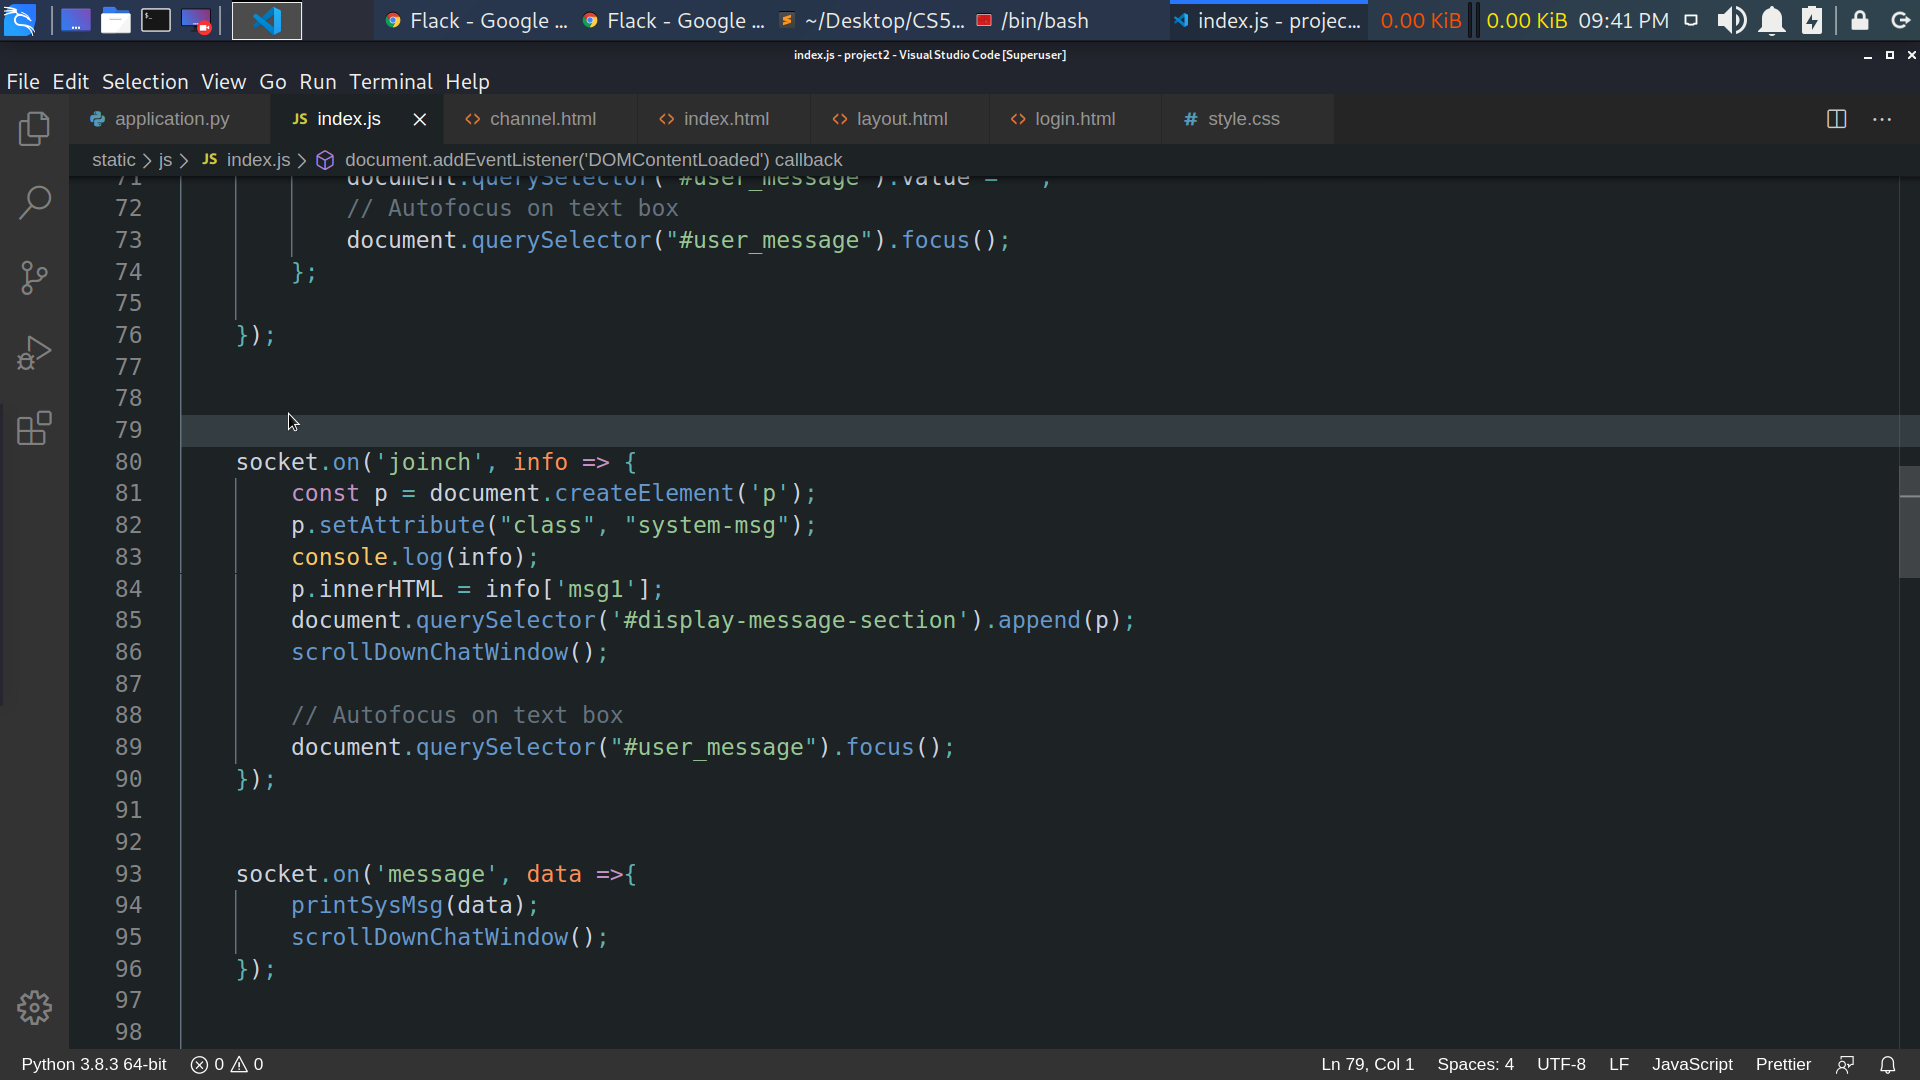 Flack - Google ... Flack - Google ... ~/Desktop/CS5... /bin/bash index.js - projec... 0.00 KiB 0.00 KiB 09:41 PM
index.js - project2 - Visual Studio Code [Superuser]
File Edit Selection View Go Run Terminal Help
application.py JS index.js channel.html index.html layout.html login.html # style.css
static > js > JS index.js > document.addEventListener('DOMContentLoaded') callback
71 document.querySelector("#user_message").value =
72 // Autofocus on text box
73 document.querySelector("#user_message").focus();
74 };
75
76 });
77
78
79
80 socket.on('joinch', info => {
81 const p = document.createElement('p');
82 p.setAttribute("class", "system-msg");
83 console.log(info);
84 p.innerHTML = info['msg1'];
85 document.querySelector('#display-message-section').append(p);
86 scrollDownChatWindow();
87
88 // Autofocus on text box
89 document.querySelector("#user_message").focus();
90 });
91
92
93 socket.on('message', data =>{
94 printSysMsg(data);
95 scrollDownChatWindow();
96 });
97
98
Python 3.8.3 64-bit 0 0 Ln 79, Col 1 Spaces: 4 UTF-8 LF JavaScript Prettier